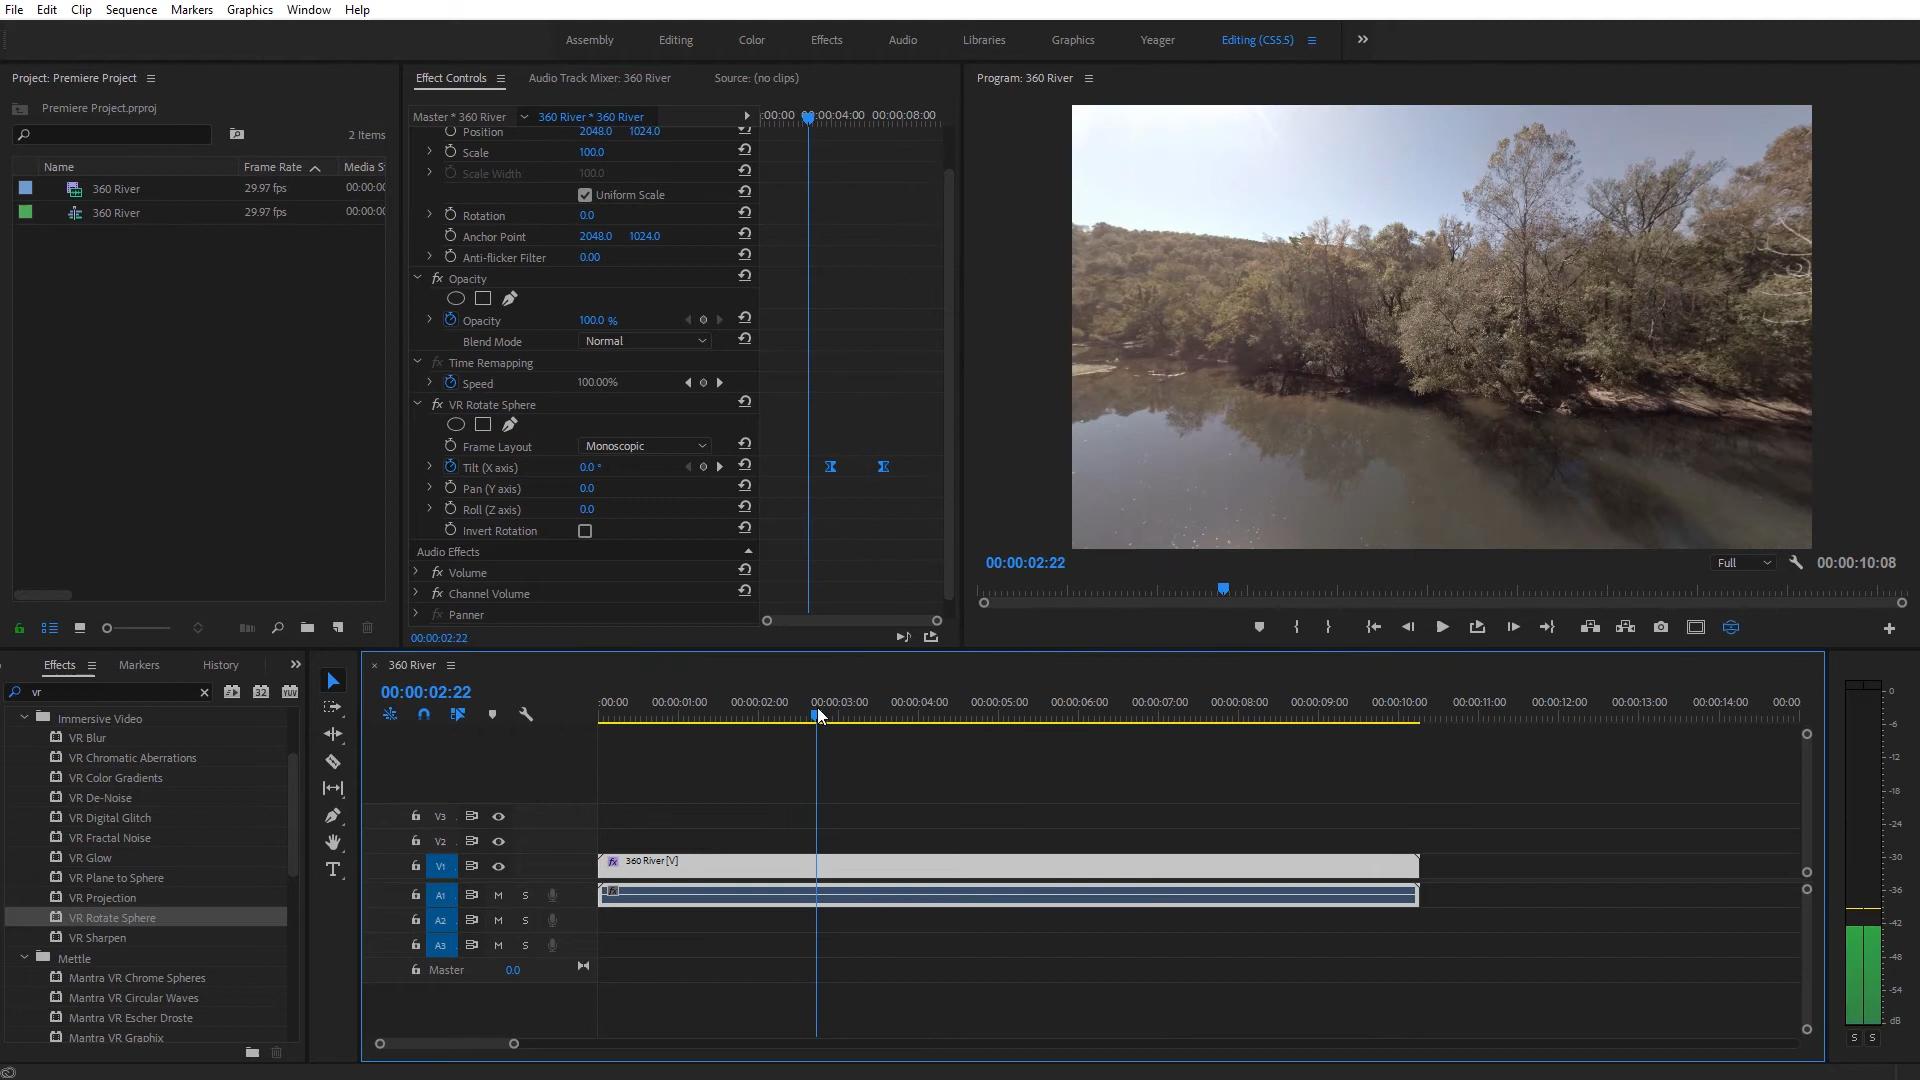 File Edit Clip Sequence Markers Graphics Window Help
Assembly Editing Color Effects Audio Libraries Graphics Yeager Editing (CS5.5)
Project: Premiere Project
Premiere Project.prproj
2 Items
Name Frame Rate Media S
360 River 29.97 fps 00:00:00
360 River 29.97 fps 00:00:00
Effect Controls Audio Track Mixer: 360 River Source: (no clips)
Master * 360 River 360 River * 360 River :00:00 00:00:04:00 00:00:08:00
Position 2048.0 1024.0
Scale 100.0
Scale Width 100.0
Uniform Scale
Rotation 0.0
Anchor Point 2048.0 1024.0
Anti-flicker Filter 0.00
fx Opacity
Opacity 100.0 %
Blend Mode Normal
fx Time Remapping
Speed 100.00%
fx VR Rotate Sphere
Frame Layout Monoscopic
Tilt (X axis) 0.0 °
Pan (Y axis) 0.0
Roll (Z axis) 0.0
Invert Rotation
Audio Effects
fx Volume
fx Channel Volume
fx Panner
00:00:02:22
Program: 360 River
00:00:02:22 Full 00:00:10:08
Effects Markers History
vr 32 YUV
Immersive Video
VR Blur
VR Chromatic Aberrations
VR Color Gradients
VR De-Noise
VR Digital Glitch
VR Fractal Noise
VR Glow
VR Plane to Sphere
VR Projection
VR Rotate Sphere
VR Sharpen
Mettle
Mantra VR Chrome Spheres
Mantra VR Circular Waves
Mantra VR Escher Droste
Mantra VR Graphix
360 River
00:00:02:22
:00:00 00:00:01:00 00:00:02:00 00:00:03:00 00:00:04:00 00:00:05:00 00:00:06:00 00:00:07:00 00:00:08:00 00:00:09:00 00:00:10:00 00:00:11:00 00:00:12:00 00:00:13:00 00:00:14:00 00:00
V3
V2
V1 fx 360 River [V]
A1 M S fx
A2 M S
A3 M S
Master 0.0
0
-6
-12
-18
-24
-30
-36
-42
-48
-54
dB
S S